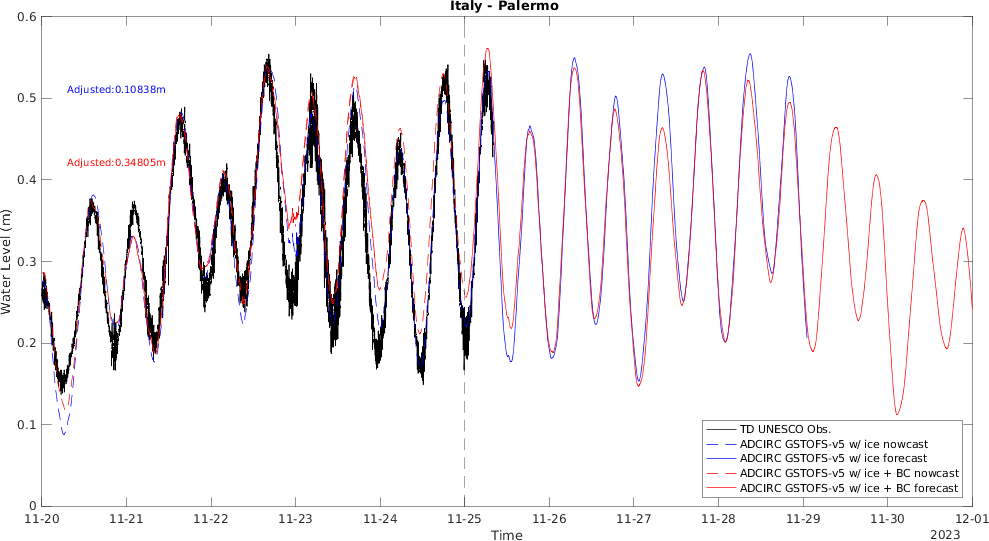 Italy - Palermo
Water Level (m)
0.6
0.5
0.4
0.3
0.2
0.1
0
Adjusted:0.10838m
Adjusted:0.34805m
TD UNESCO Obs.
ADCIRC GSTOFS-v5 w/ ice nowcast
ADCIRC GSTOFS-v5 w/ ice forecast
ADCIRC GSTOFS-v5 w/ ice + BC nowcast
ADCIRC GSTOFS-v5 w/ ice + BC forecast
11-20 11-21 11-22 11-23 11-24 11-25 11-26 11-27 11-28 11-29 11-30 12-01
Time
2023